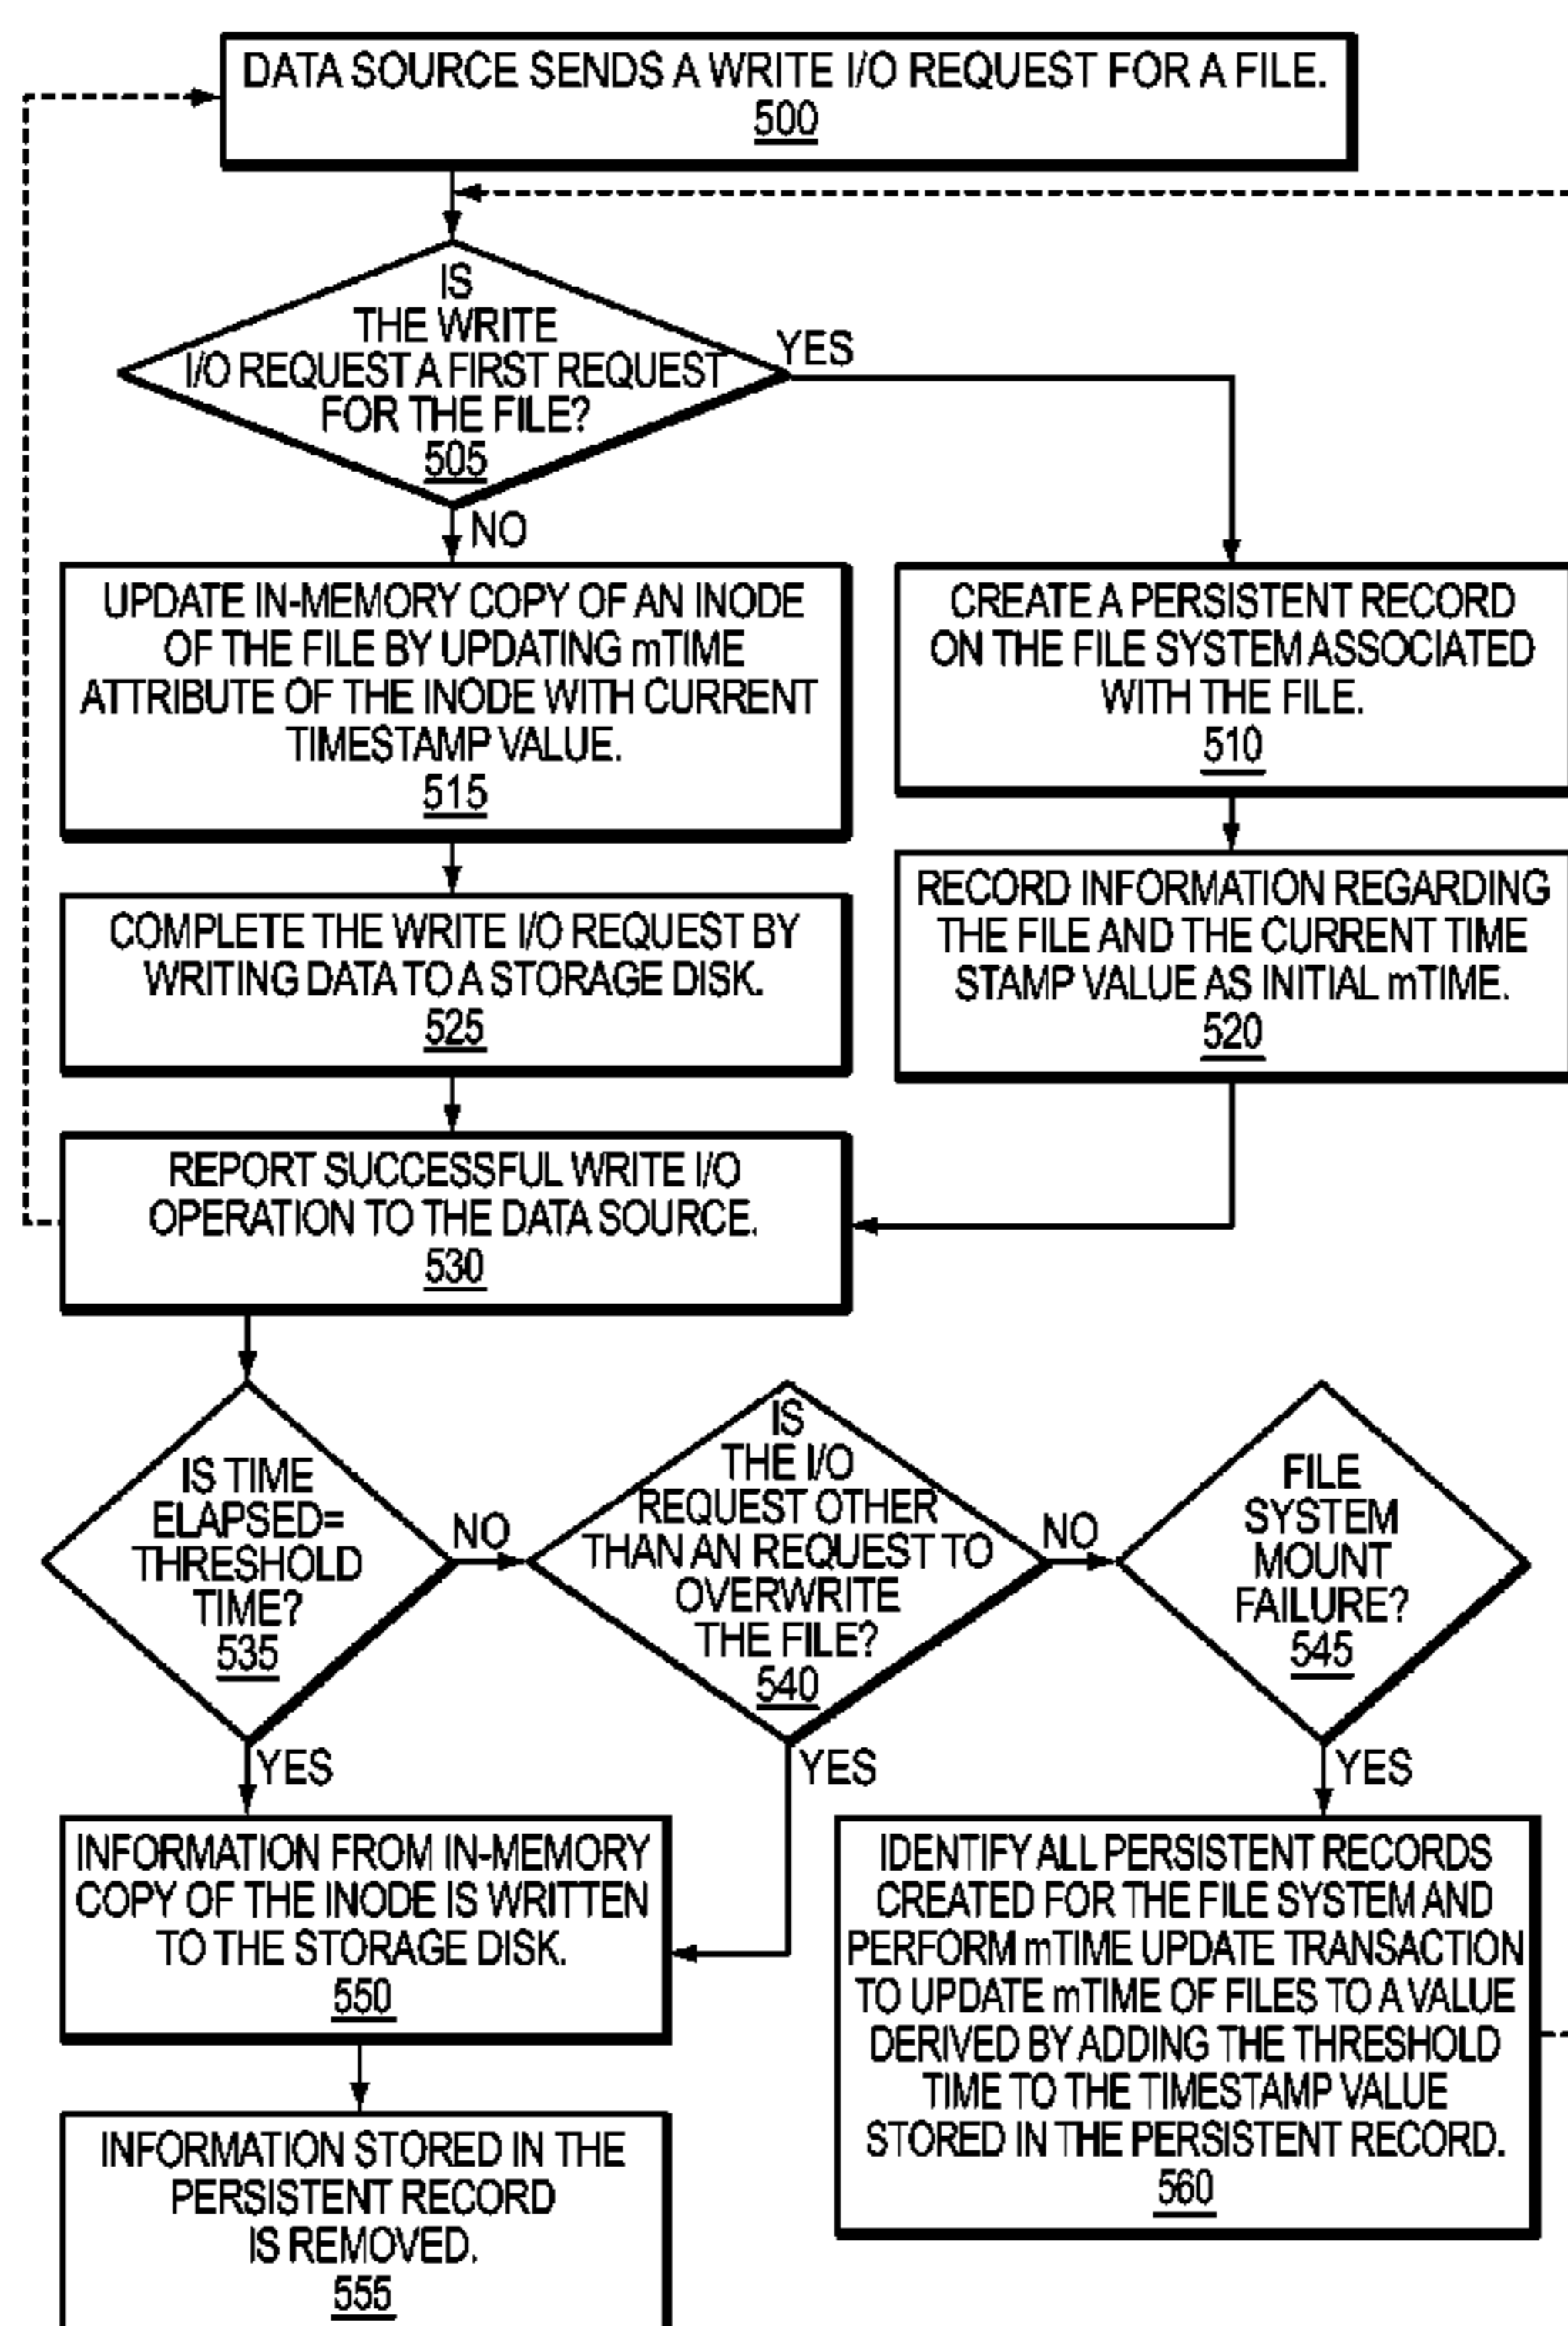 DATA SOURCE SENDS A WRITE I/O REQUEST FOR A FILE.
500
IS
THE WRITE
I/O REQUEST A FIRST REQUEST
FOR THE FILE?
505
YES
NO
UPDATE IN-MEMORY COPY OF AN INODE
OF THE FILE BY UPDATING mTIME
ATTRIBUTE OF THE INODE WITH CURRENT
TIMESTAMP VALUE.
515
CREATE A PERSISTENT RECORD
ON THE FILE SYSTEM ASSOCIATED
WITH THE FILE.
510
COMPLETE THE WRITE I/O REQUEST BY
WRITING DATA TO A STORAGE DISK.
525
RECORD INFORMATION REGARDING
THE FILE AND THE CURRENT TIME
STAMP VALUE AS INITIAL mTIME.
520
REPORT SUCCESSFUL WRITE I/O
OPERATION TO THE DATA SOURCE.
530
IS TIME
ELAPSED=
THRESHOLD
TIME?
535
NO
YES
IS
THE I/O
REQUEST OTHER
THAN AN REQUEST TO
OVERWRITE
THE FILE?
540
NO
YES
FILE
SYSTEM
MOUNT
FAILURE?
545
YES
INFORMATION FROM IN-MEMORY
COPY OF THE INODE IS WRITTEN
TO THE STORAGE DISK.
550
IDENTIFY ALL PERSISTENT RECORDS
CREATED FOR THE FILE SYSTEM AND
PERFORM mTIME UPDATE TRANSACTION
TO UPDATE mTIME OF FILES TO A VALUE
DERIVED BY ADDING THE THRESHOLD
TIME TO THE TIMESTAMP VALUE
STORED IN THE PERSISTENT RECORD.
560
INFORMATION STORED IN THE
PERSISTENT RECORD
IS REMOVED.
555